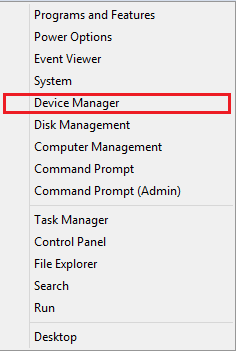 Programs and Features
Power Options
Event Viewer
System
Device Manager
Disk Management
Computer Management
Command Prompt
Command Prompt (Admin)
Task Manager
Control Panel
File Explorer
Search
Run
Desktop